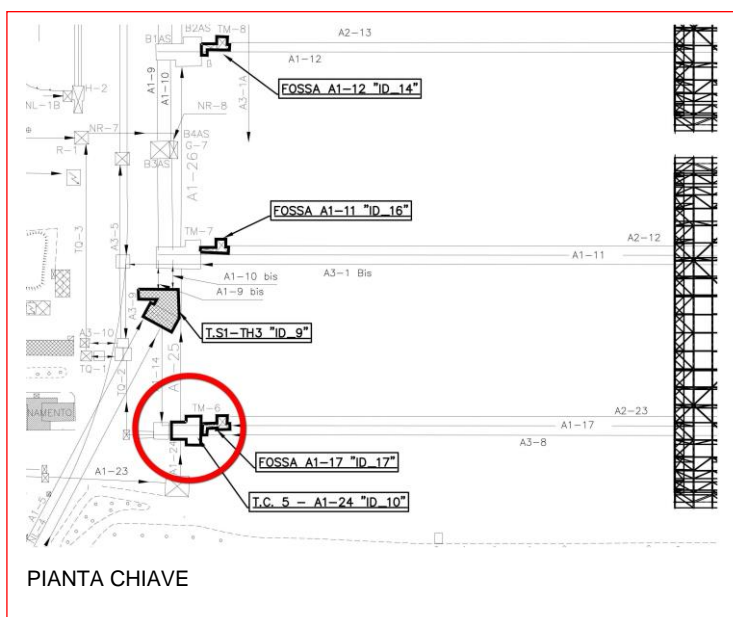 B2AS TM-8
A2-13
B1AS
A1-12
A1-9
A1-10
FOSSA A1-12 "ID_14"
H-2
NL-1B
A3-1A
NR-8
NR-7
B4AS
R-1
G-7
B3AS
A1-26
FOSSA A1-11 "ID_16"
TQ-3
A3-5
TM-7
A2-12
A1-11
A1-10 bis
A3-1 Bis
A1-9 bis
A3-9
T.S1-TH3 "ID_9"
A3-10
TQ-1
TQ-2
A1-14
25
TM-6
A2-23
NAMENTO
A1-17
A3-8
FOSSA A1-17 "ID_17"
A1-23
A1-24
T.C. 5 - A1-24 "ID_10"
A1-5
PIANTA CHIAVE